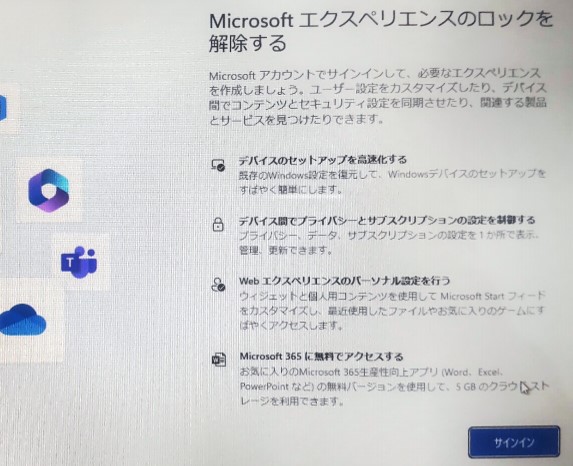 Microsoft エクスペリエンスのロックを
解除する
Microsoft アカウントでサインインして、必要なエクスペリエンス
を作成しましょう。ユーザー設定をカスタマイズしたり、デバイス
間でコンテンツとセキュリティ設定を同期させたり、関連する製品
とサービスを見つけたりできます。
デバイスのセットアップを高速化する
既存のWindows設定を復元して、Windowsデバイスのセットアップを
すばやく簡単にします。
デバイス間でプライバシーとサブスクリプションの設定を制御する
プライバシー、データ、サブスクリプションの設定を1か所で表示、
管理、更新できます。
Web エクスペリエンスのパーソナル設定を行う
ウィジェットと個人用コンテンツを使用して Microsoft Start フィード
をカスタマイズし、最近使用したファイルやお気に入りのゲームにす
ばやくアクセスします。
Microsoft 365 に無料でアクセスする
お気に入りのMicrosoft 365生産性向上アプリ (Word、Excel、
PowerPoint など) の無料バージョンを使用して、5 GB のクラウドスト
レージを利用できます。
サインイン